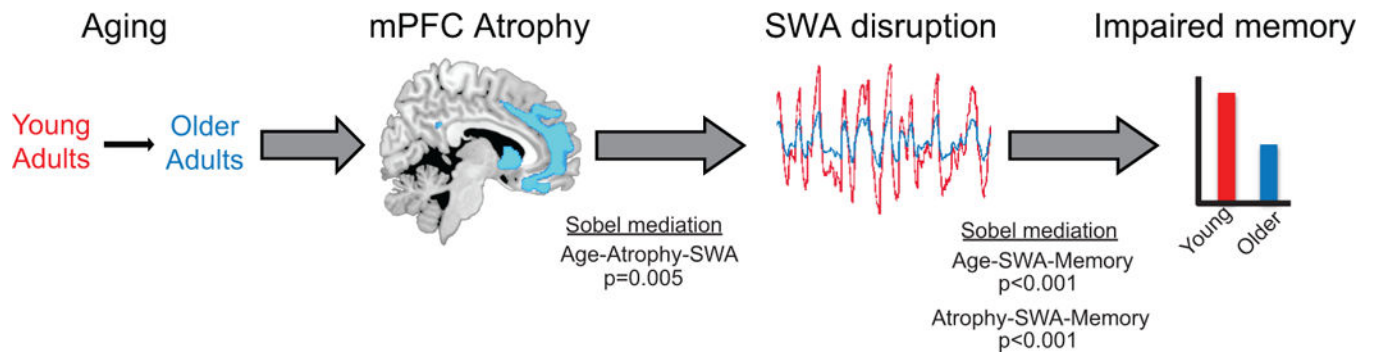 Aging
mPFC Atrophy
SWA disruption
Impaired memory
Young
Adults
Older
Adults
Sobel mediation
Age-Atrophy-SWA
p=0.005
Sobel mediation
Age-SWA-Memory
p<0.001
Atrophy-SWA-Memory
p<0.001
Young
Older